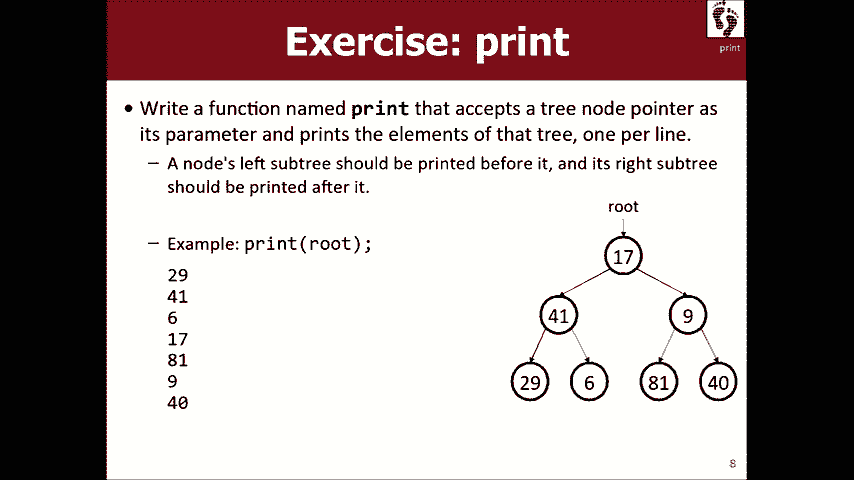 Exercise: print
print
• Write a function named print that accepts a tree node pointer as
its parameter and prints the elements of that tree, one per line.
– A node's left subtree should be printed before it, and its right subtree
should be printed after it.
– Example: print(root);
29
41
6
17
81
9
40
root
17
41 9
29 6 81 40
8